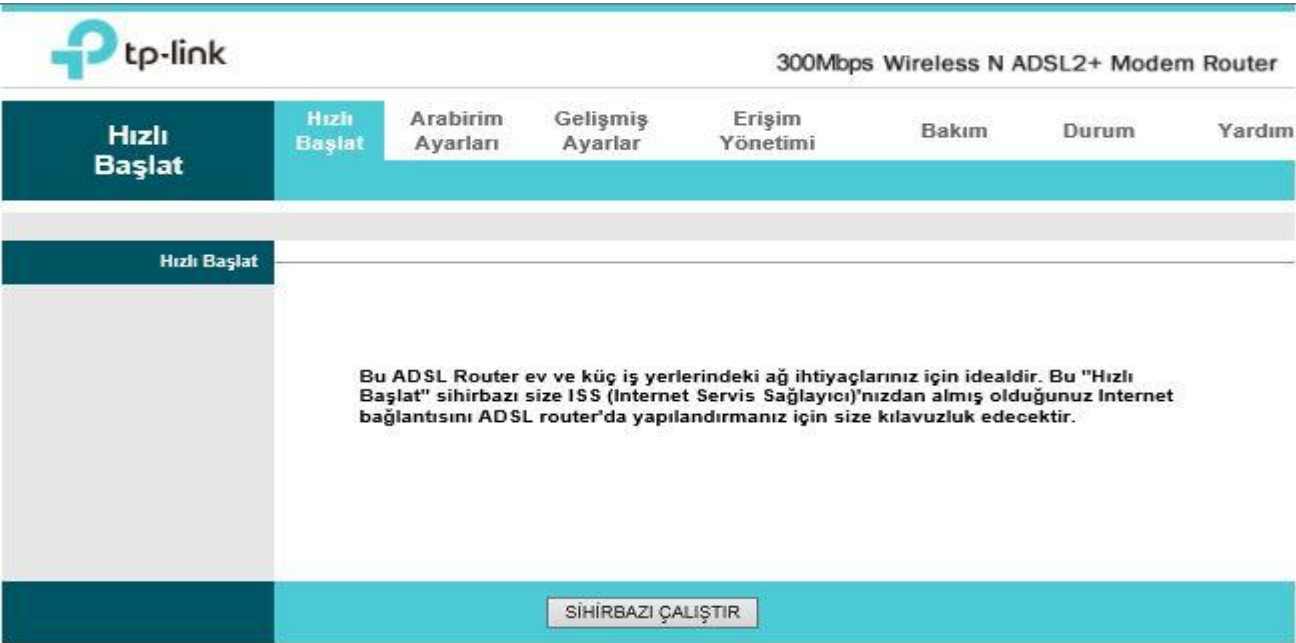 tp-link
300Mbps Wireless N ADSL2+ Modem Router
Hızlı
Başlat
Hızlı
Başlat
Arabirim
Ayarları
Gelişmiş
Ayarlar
Erişim
Yönetimi
Bakım
Durum
Yardım
Hızlı Başlat
Bu ADSL Router ev ve küç iş yerlerindeki ağ ihtiyaçlarınız için idealdir. Bu "Hızlı
Başlat" sihirbazı size ISS (Internet Servis Sağlayıcı)'nızdan almış olduğunuz Internet
bağlantısını ADSL router'da yapılandırmanız için size kılavuzluk edecektir.
SİHİRBAZI ÇALIŞTIR